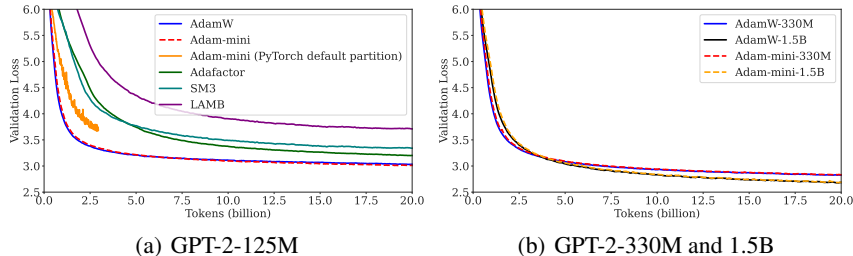 AdamW
Adam-mini
Adam-mini (PyTorch default partition)
Adafactor
SM3
LAMB
Validation Loss
6.0
5.5
5.0
4.5
4.0
3.5
3.0
2.5
0.0 2.5 5.0 7.5 10.0 12.5 15.0 17.5 20.0
Tokens (billion)
(a) GPT-2-125M
AdamW-330M
AdamW-1.5B
Adam-mini-330M
Adam-mini-1.5B
Validation Loss
6.0
5.5
5.0
4.5
4.0
3.5
3.0
2.5
0.0 2.5 5.0 7.5 10.0 12.5 15.0 17.5 20.0
Tokens (billion)
(b) GPT-2-330M and 1.5B